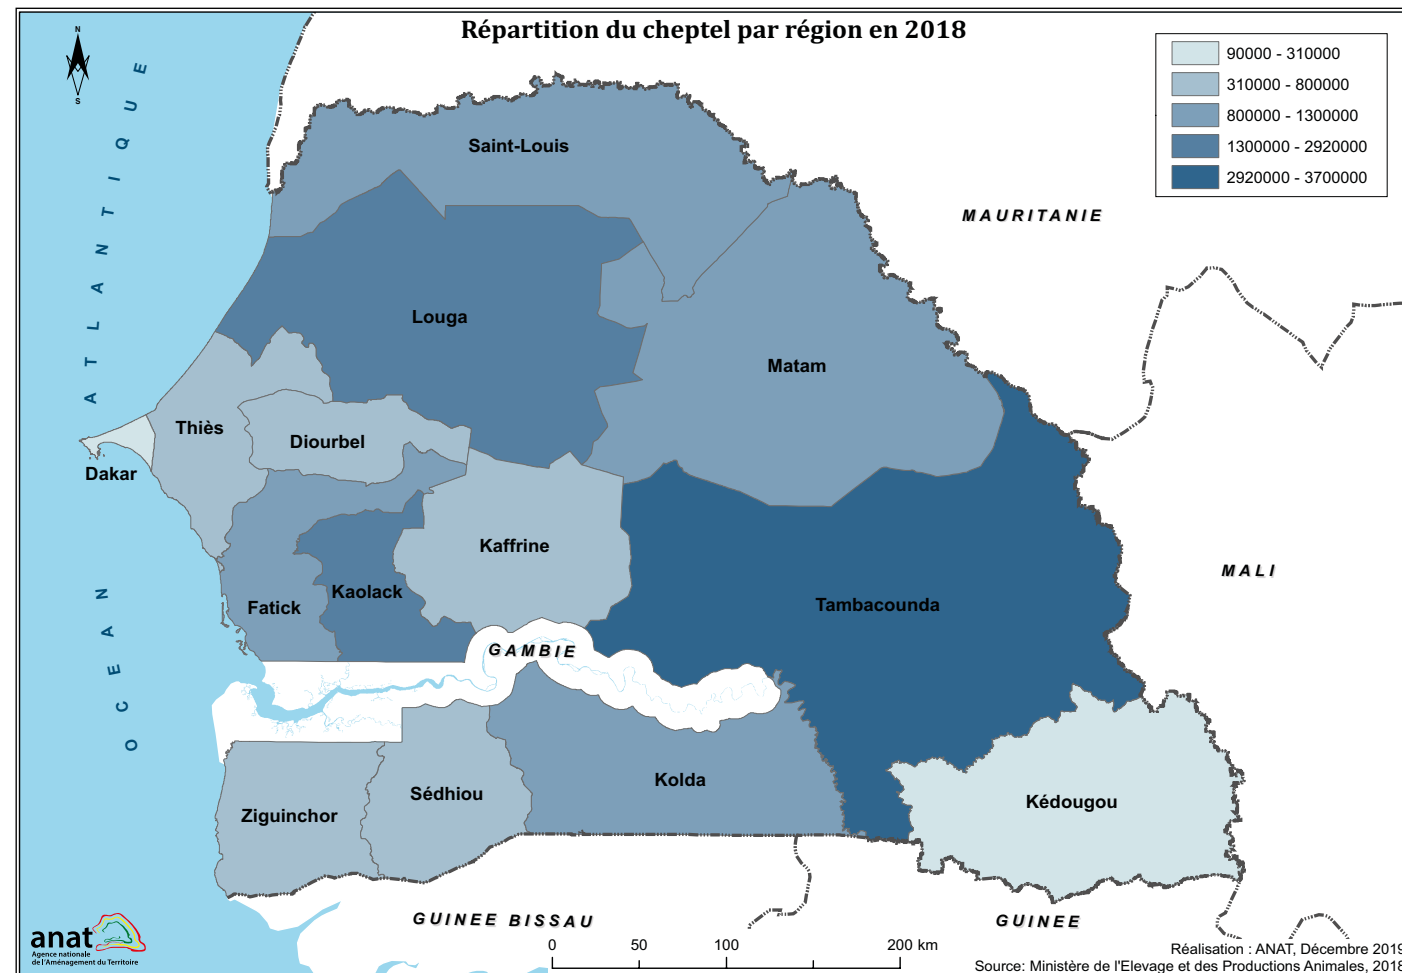 Répartition du cheptel par région en 2018
N
S
90000 - 310000
310000 - 800000
800000 - 1300000
1300000 - 2920000
2920000 - 3700000
OCEAN ATLANTIQUE
Saint-Louis
MAURITANIE
Louga
Matam
Thiès
Diourbel
Dakar
Kaffrine
MALI
Kaolack
Fatick
Tambacounda
GAMBIE
Kolda
Sédhiou
Kédougou
Ziguinchor
GUINEE BISSAU
GUINEE
anat
Agence nationale
de l'Aménagement du Territoire
0 50 100 200 km
Réalisation : ANAT, Décembre 2019
Source: Ministère de l'Elevage et des Productions Animales, 2018